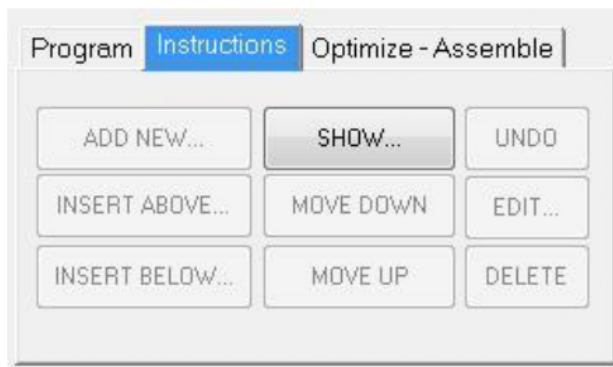 Program Instructions Optimize - Assemble
ADD NEW... SHOW... UNDO
INSERT ABOVE... MOVE DOWN EDIT...
INSERT BELOW... MOVE UP DELETE